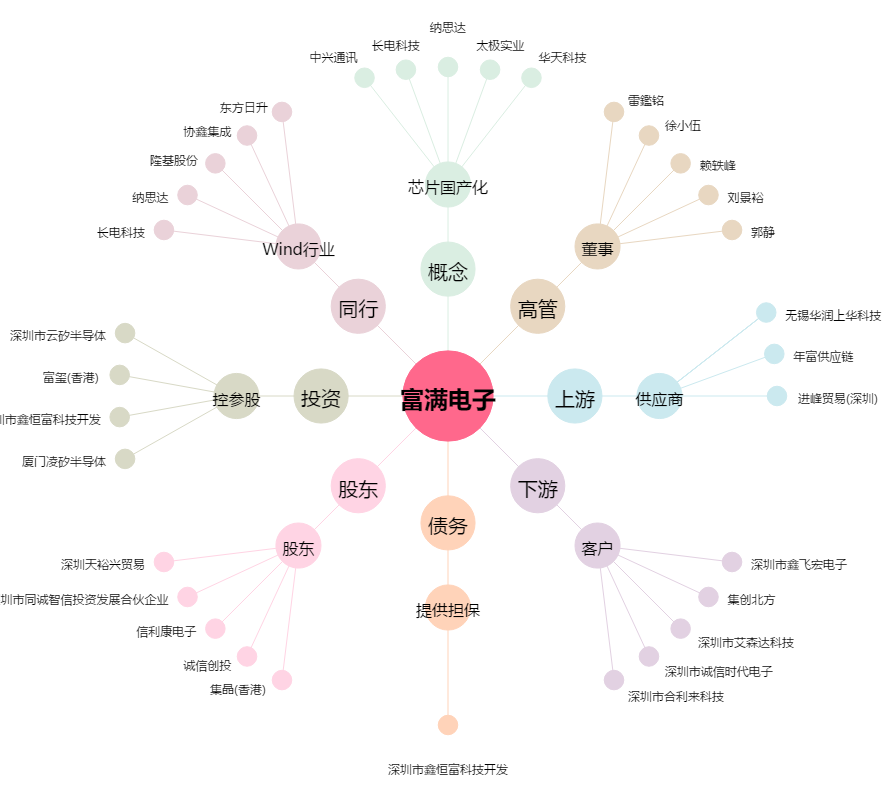 纳思达
中兴通讯
长电科技
太极实业
华天科技
芯片国产化
概念
东方日升
协鑫集成
隆基股份
纳思达
长电科技
Wind行业
同行
雷鑑铭
徐小伍
赖轶峰
刘景裕
郭静
董事
高管
深圳市云矽半导体
富玺(香港)
圳市鑫恒富科技开发
厦门凌矽半导体
控参股
投资
富满电子
上游
供应商
无锡华润上华科技
年富供应链
进峰贸易(深圳)
股东
股东
深圳天裕兴贸易
圳市同诚智信投资发展合伙企业
信利康电子
诚信创投
集晶(香港)
债务
提供担保
深圳市鑫恒富科技开发
下游
客户
深圳市鑫飞宏电子
集创北方
深圳市艾森达科技
深圳市诚信时代电子
深圳市合利来科技